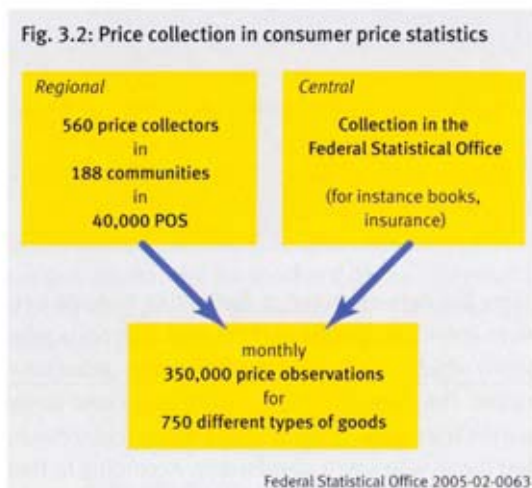 Fig. 3.2: Price collection in consumer price statistics
Regional
560 price collectors
in
188 communities
in
40,000 POS
Central
Collection in the
Federal Statistical Office
(for instance books,
insurance)
monthly
350,000 price observations
for
750 different types of goods
Federal Statistical Office 2005-02-0063